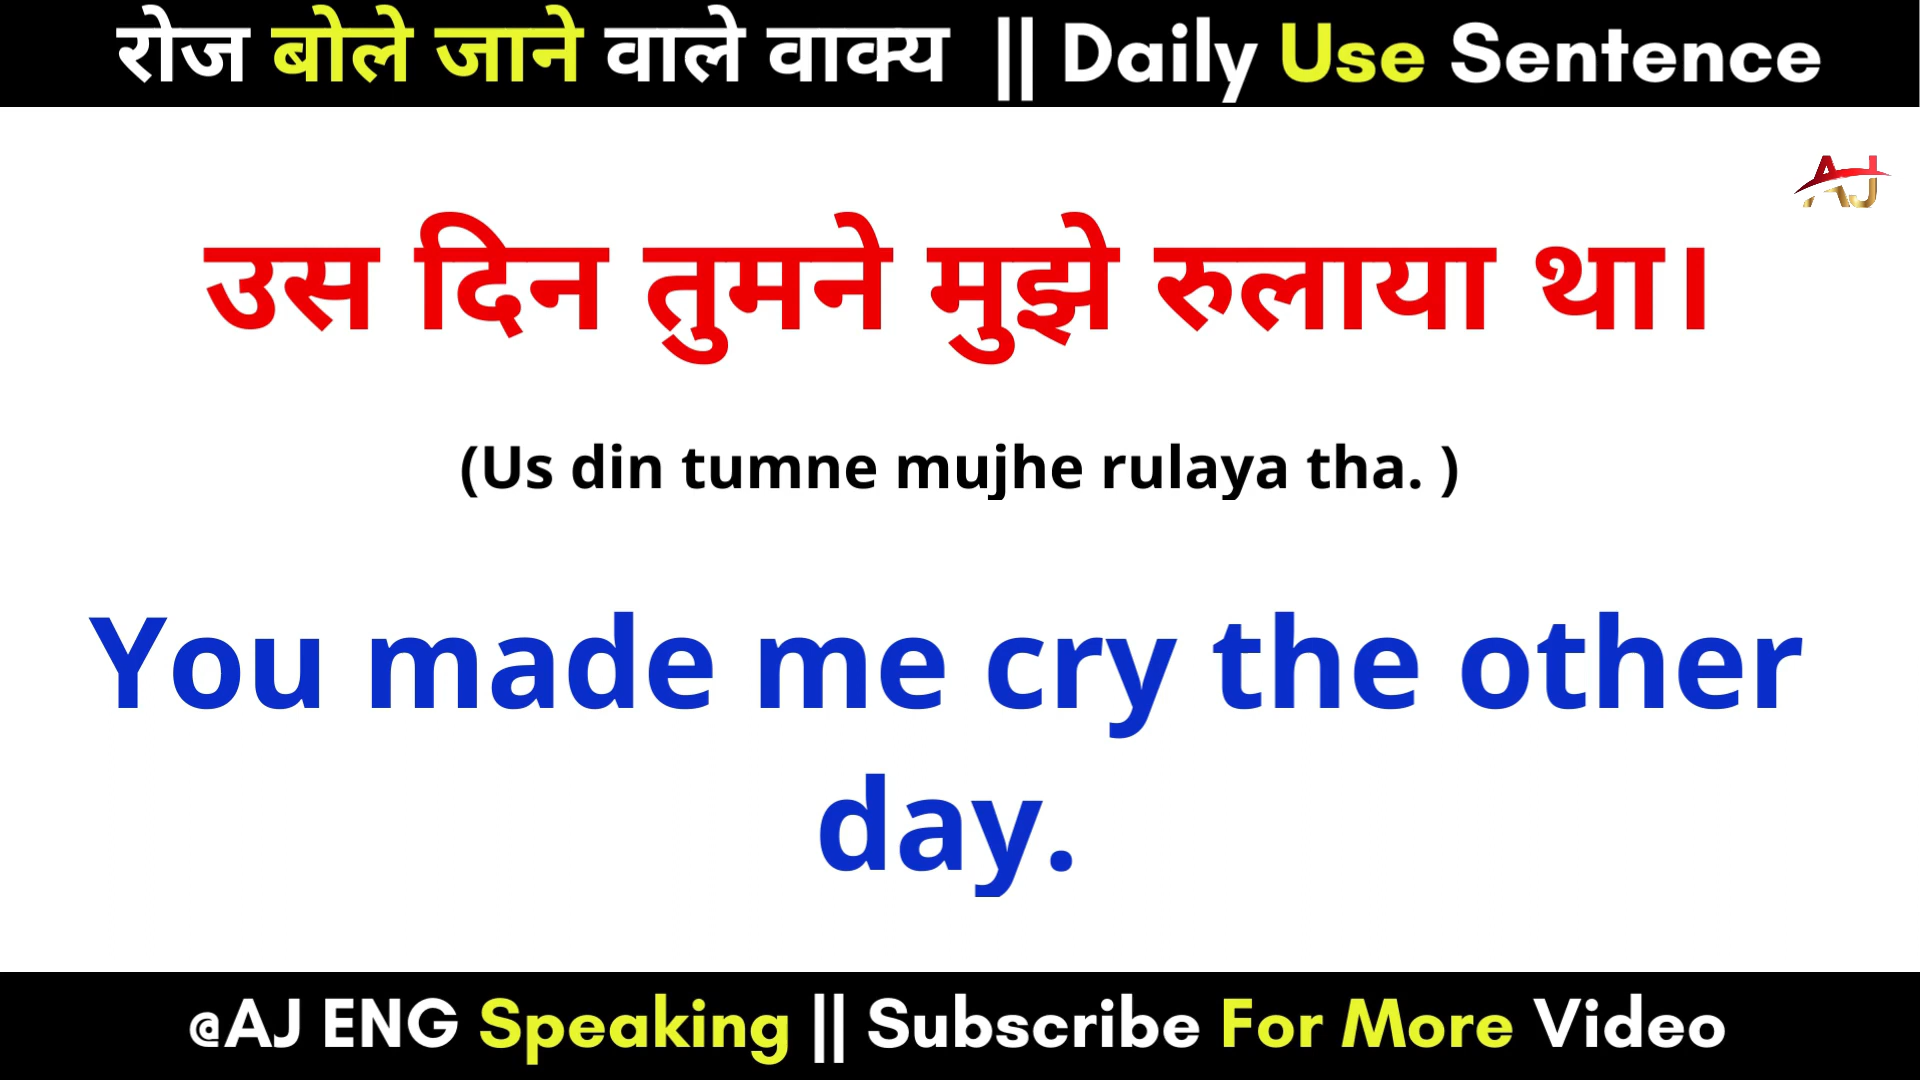 रोज बोले जाने वाले वाक्य || Daily Use Sentence
AJ
उस दिन तुमने मुझे रुलाया था।
(Us din tumne mujhe rulaya tha. )
You made me cry the other
day.
@AJ ENG Speaking || Subscribe For More Video